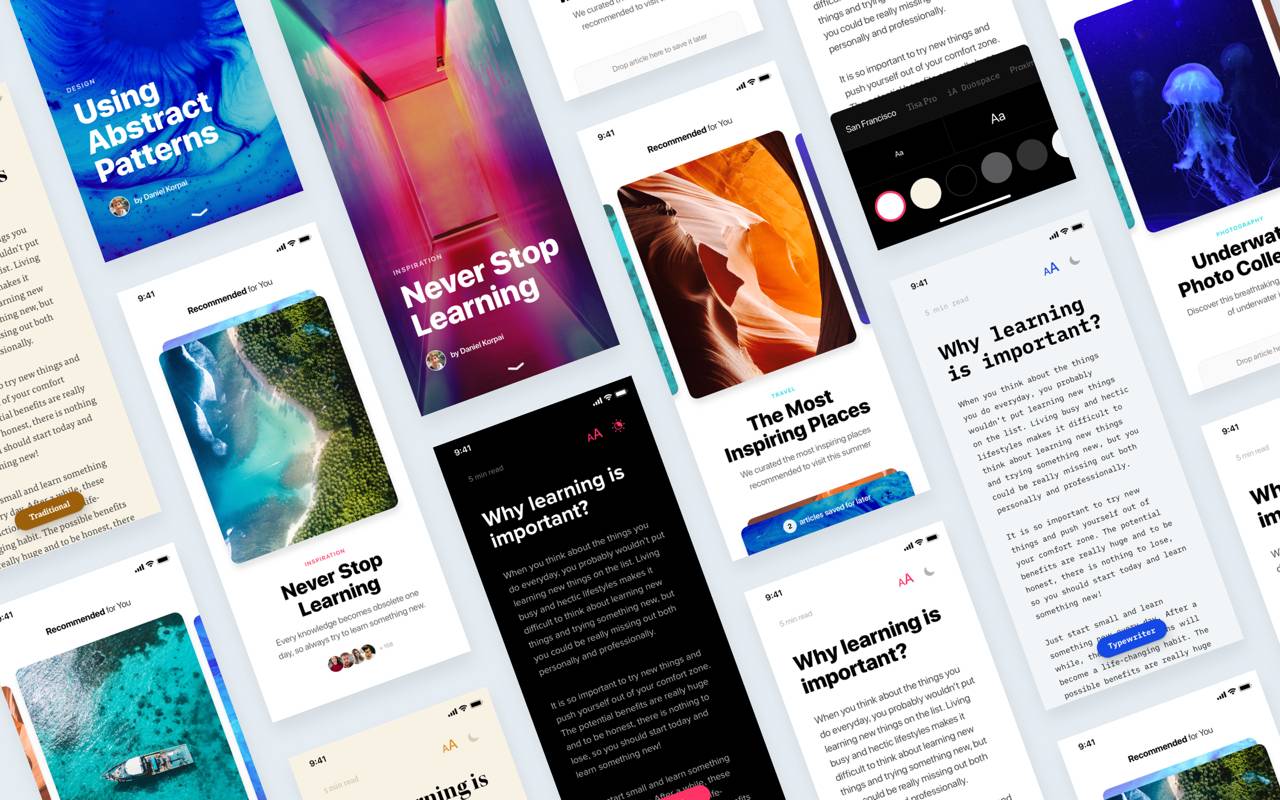 s
ngs you
uldn't put
list. Living
makes it
arning new
ing new, but
sing out both
ssionally.
to try new things and
of your comfort
ntial benefits are really
honest, there is nothing
should start today and
ning new!
small and learn something
ry day. After a while, these
life-
ging habit. The possible benefits
eally huge and to be honest, there
Traditional
DESIGN
Using
Abstract
Patterns
by Daniel Korpai
9:41
Recommended for You
INSPIRATION
Never Stop
Learning
Every knowledge becomes obsolete one
day, so always try to learn something new.
9:41
Recommended for You
INSPIRATION
Never Stop
Learning
by Daniel Korpai
9:41
5 min read
AA
Why learning is
important?
When you think about the things you
do everyday, you probably wouldn't put
learning new things on the list. Living
busy and hectic lifestyles makes it
difficult to think about learning new
things and trying something new, but
you could be really missing out both
personally and professionally.
It is so important to try new things and
push yourself out of your comfort zone.
The potential benefits are really huge
and to be honest, there is nothing to
lose, so you should start today and
learn something new!
small and learn something
After a while, these
life-
benefits
9:41
5 min read
AA
rning is
We curated the most
recommended to visit
Drop article here to save it later
9:41
Recommended for You
TRAVEL
The Most
Inspiring Places
We curated the most inspiring places
recommended to visit this summer
2 articles saved for later
9:41
5 min read
AA
Why learning is
important?
When you think about the things you
do everyday, you probably wouldn't put
learning new things on the list. Living
busy and hectic lifestyles makes it
difficult to think about learning new
things and trying something new, but
you could be really missing out both
difficult
things and trying something
you could be really missing out
personally and professionally.
It is so important to try new things and
push yourself out of your comfort zone.
San Francisco
Tisa Pro
iA Duospace
Proxim
Aa
Aa
9:41
5 min read
AA
Why learning
is important?
When you think about the things
you do everyday, you probably
wouldn't put learning new things
on the list. Living busy and hectic
lifestyles makes it difficult to
think about learning new things
and trying something new, but you
could be really missing out both
personally and professionally.
It is so important to try new
things and push yourself out of
your comfort zone. The potential
benefits are really huge and to be
honest, there is nothing to lose,
so you should start today and learn
something new!
Just start small and learn
something new every day. After a
while, these will
become a life-changing habit. The
possible benefits are really huge
Typewriter
PHOTOGRAPHY
Underwat
Photo Colle
Discover this breathtaking
of underwater
Drop article here
9:41
5 min read
Wh
im
9:41
Recommended for You